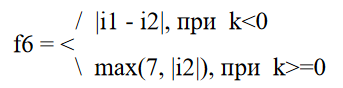 / |i1 - i2|, при k<0
f6 = <
\ max(7, |i2|), при k>=0